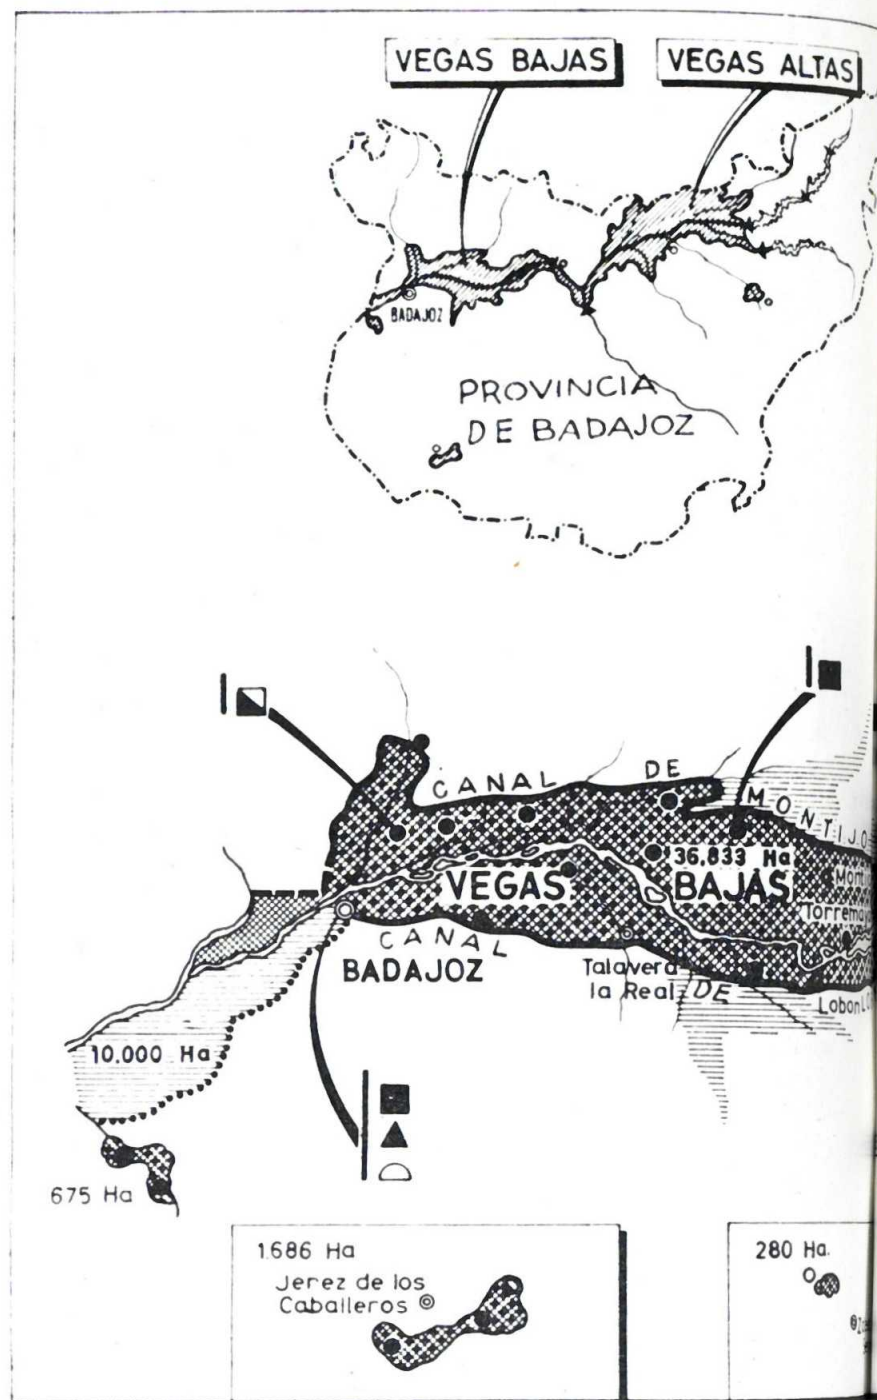 VEGAS BAJAS
VEGAS ALTAS
BADAJOZ
PROVINCIA
DE BADAJOZ
CANAL DE MONTIJO
36.833 Ha
VEGAS BAJAS
CANAL DE
BADAJOZ
Talavera
la Real
Lobon
10.000 Ha
675 Ha
1.686 Ha
Jerez de los
Caballeros
280 Ha.